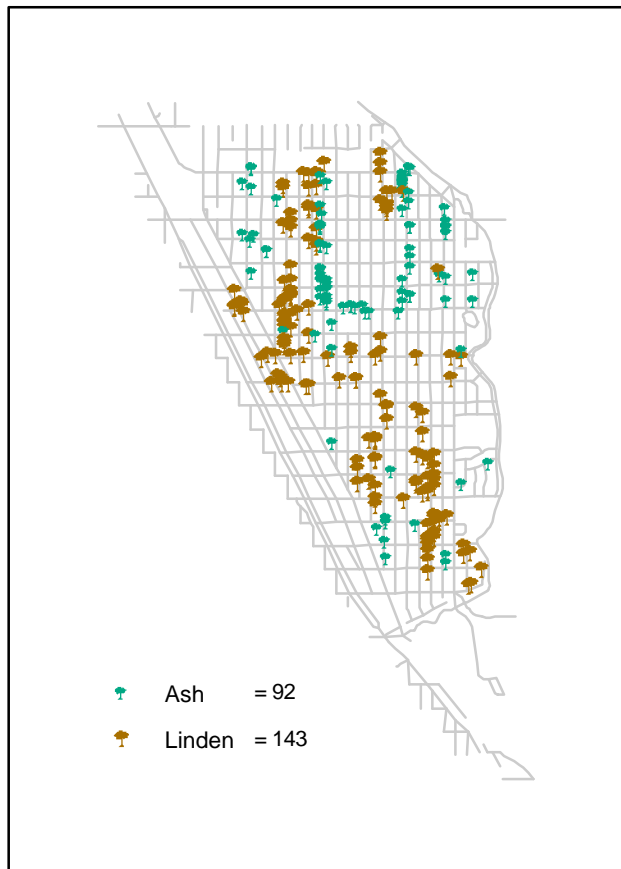 Ash = 92
Linden = 143